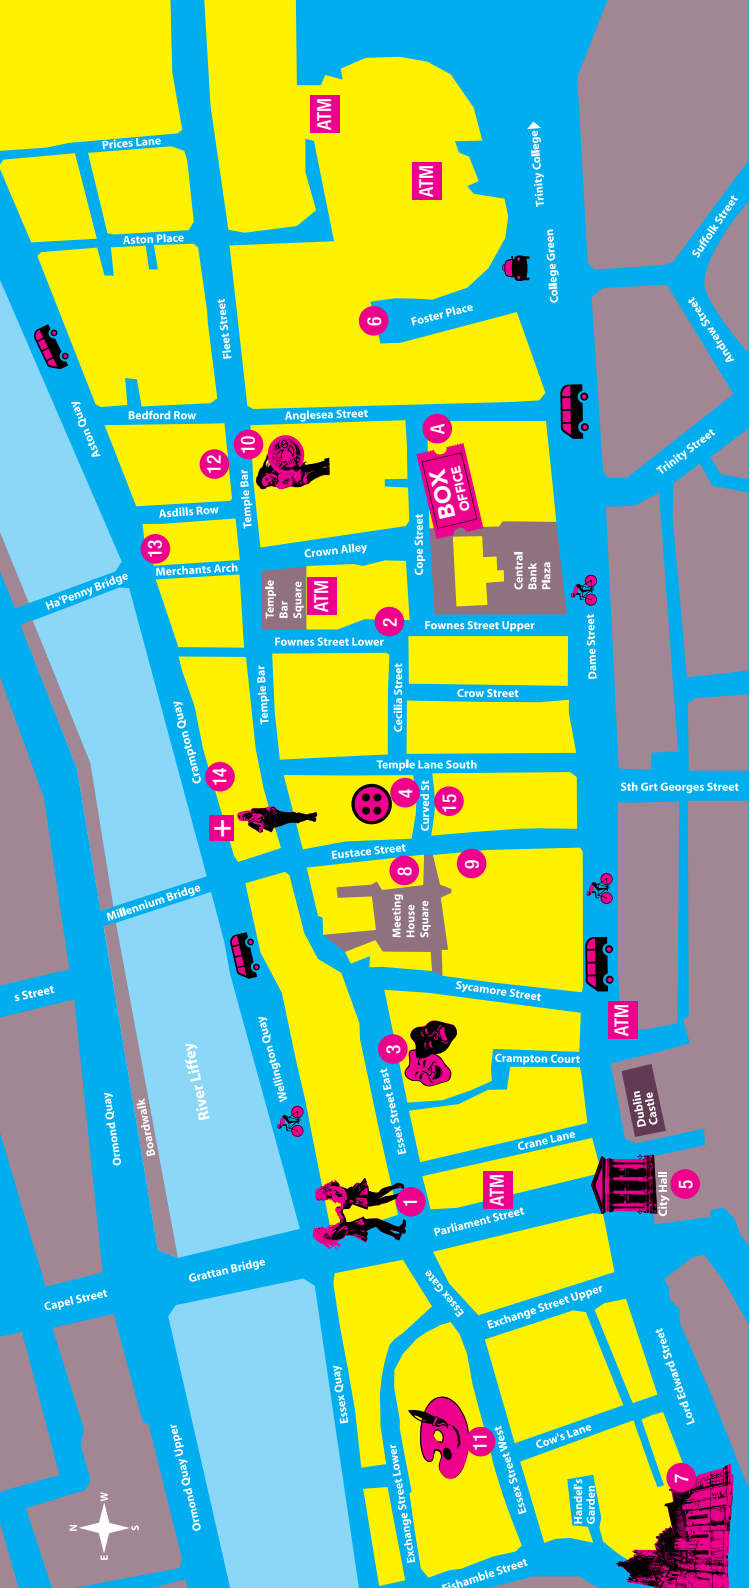 Prices Lane
ATM
ATM
Trinity College
Suffolk Street
Aston Place
College Green
Foster Place
6
Fleet Street
Andrew Street
Aston Quay
Bedford Row
Anglesea Street
A
12
10
Temple Bar
BOX
OFFICE
Trinity Street
Asdills Row
13
Merchants Arch
Crown Alley
Cope Street
Central
Bank
Plaza
Ha'Penny Bridge
Temple
Bar
Square
ATM
2
Fownes Street Upper
Fownes Street Lower
Dame Street
Temple Bar
Cecilia Street
Crow Street
Crampton Quay
14
Temple Lane South
4
Curved St
15
Sth Grt Georges Street
Eustace Street
8
9
Millennium Bridge
Meeting
House
Square
s Street
Sycamore Street
ATM
Wellington Quay
River Liffey
Ormond Quay
Boardwalk
3
Crampton Court
Essex Street East
Dublin
Castle
Crane Lane
ATM
1
Parliament Street
City Hall
5
Grattan Bridge
Capel Street
Essex Gate
Exchange Street Upper
Essex Quay
Lord Edward Street
11
Essex Street West
Cow's Lane
Ormond Quay Upper
Exchange Street Lower
Handel's
Garden
7
N
W
E
S
Fishamble Street